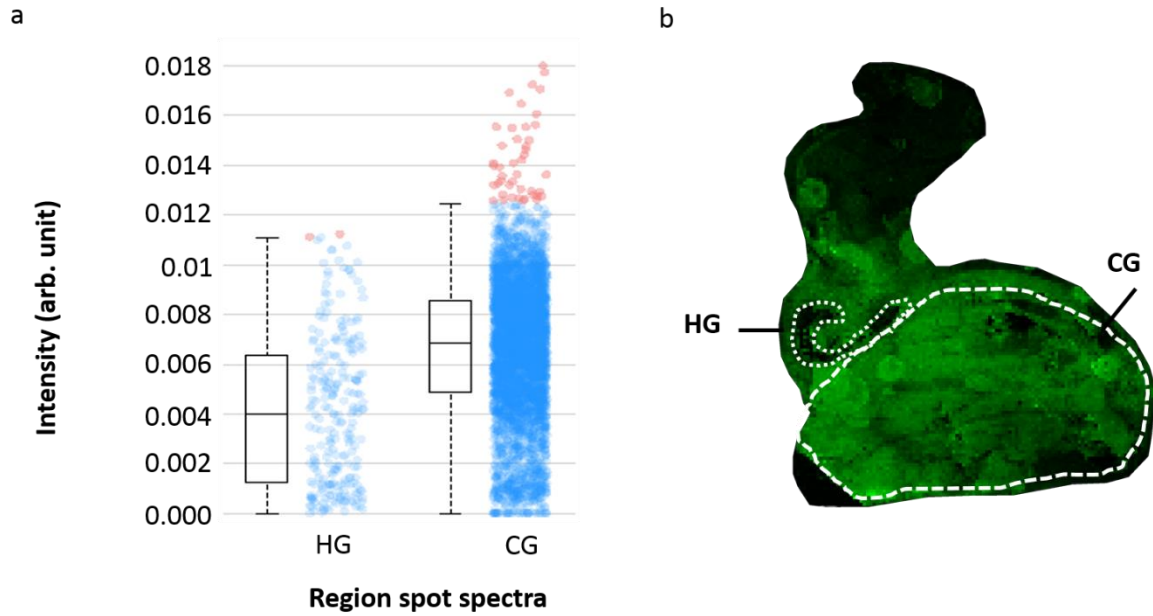 a
b
0.018
0.016
0.014
0.012
0.01
0.008
0.006
0.004
0.002
0.000
Intensity (arb. unit)
HG
CG
Region spot spectra
HG
CG